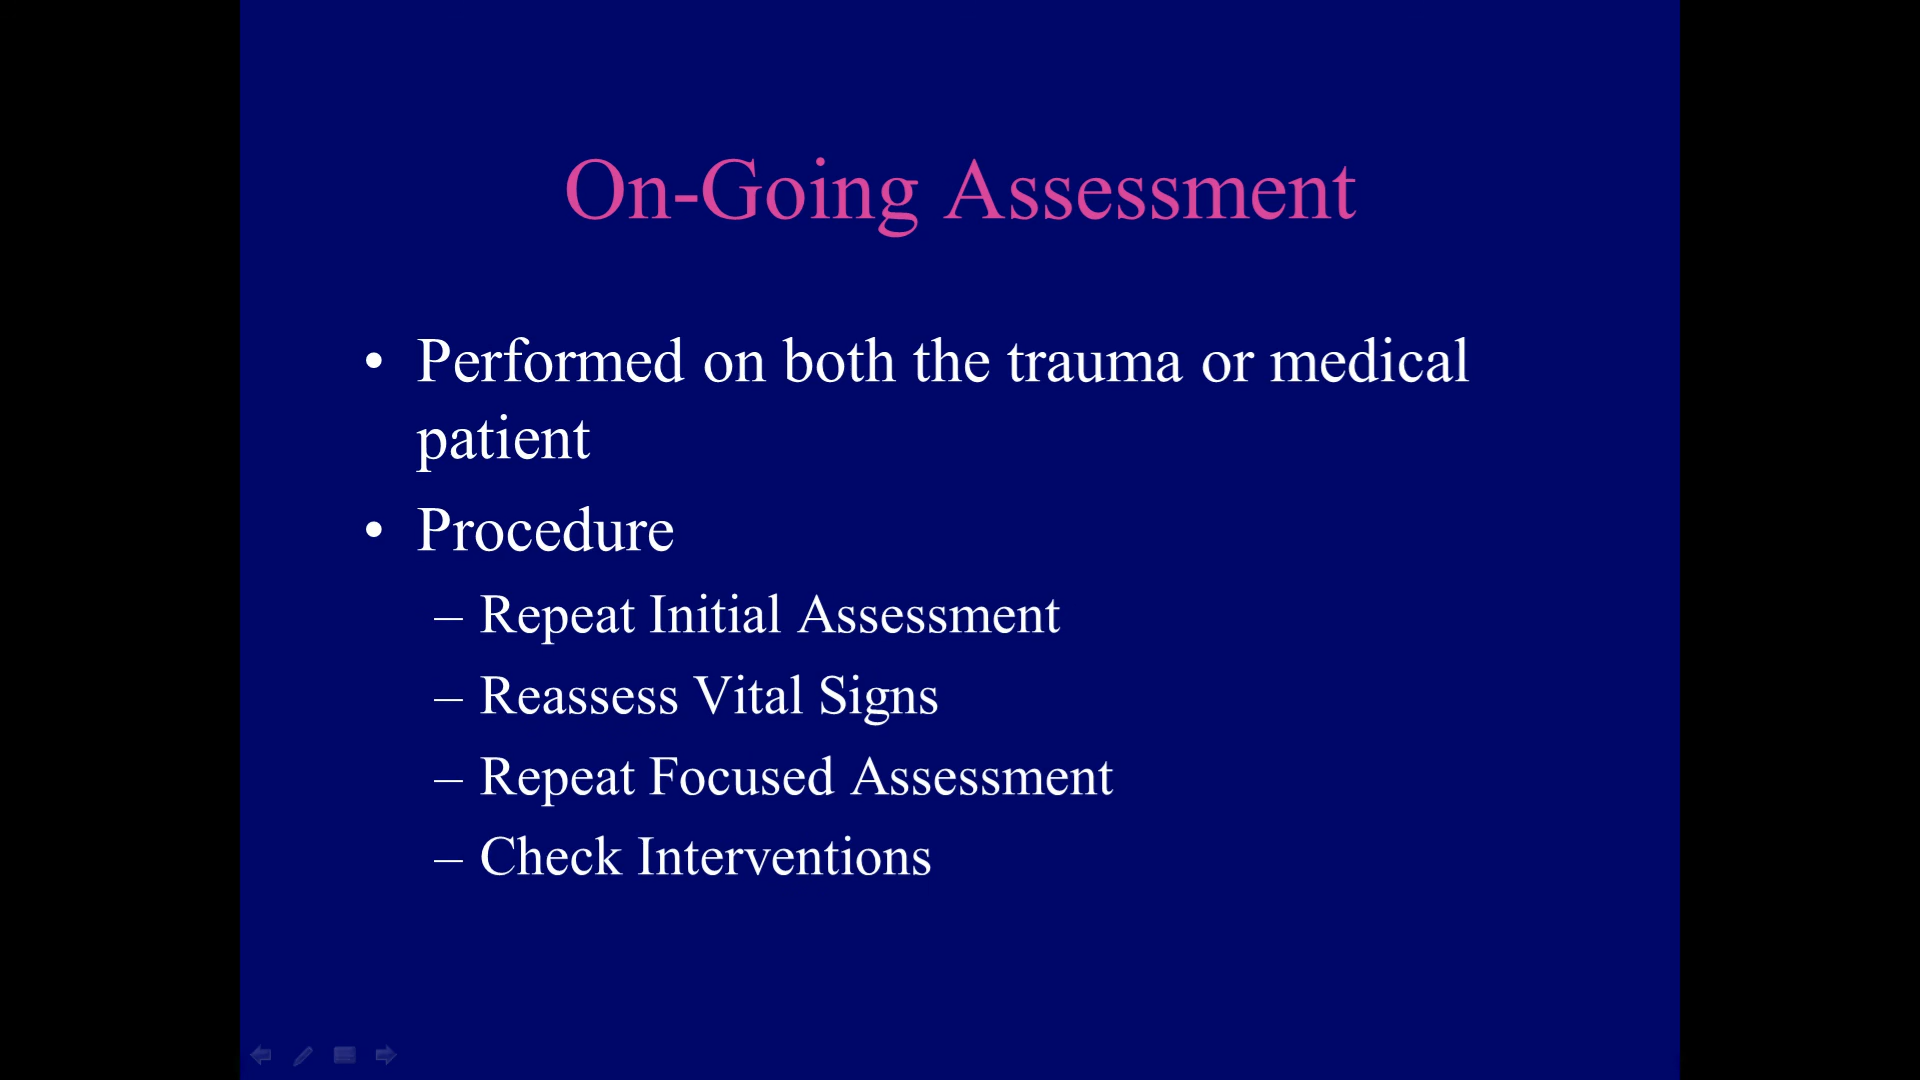 On-Going Assessment
• Performed on both the trauma or medical
patient
• Procedure
– Repeat Initial Assessment
– Reassess Vital Signs
– Repeat Focused Assessment
– Check Interventions